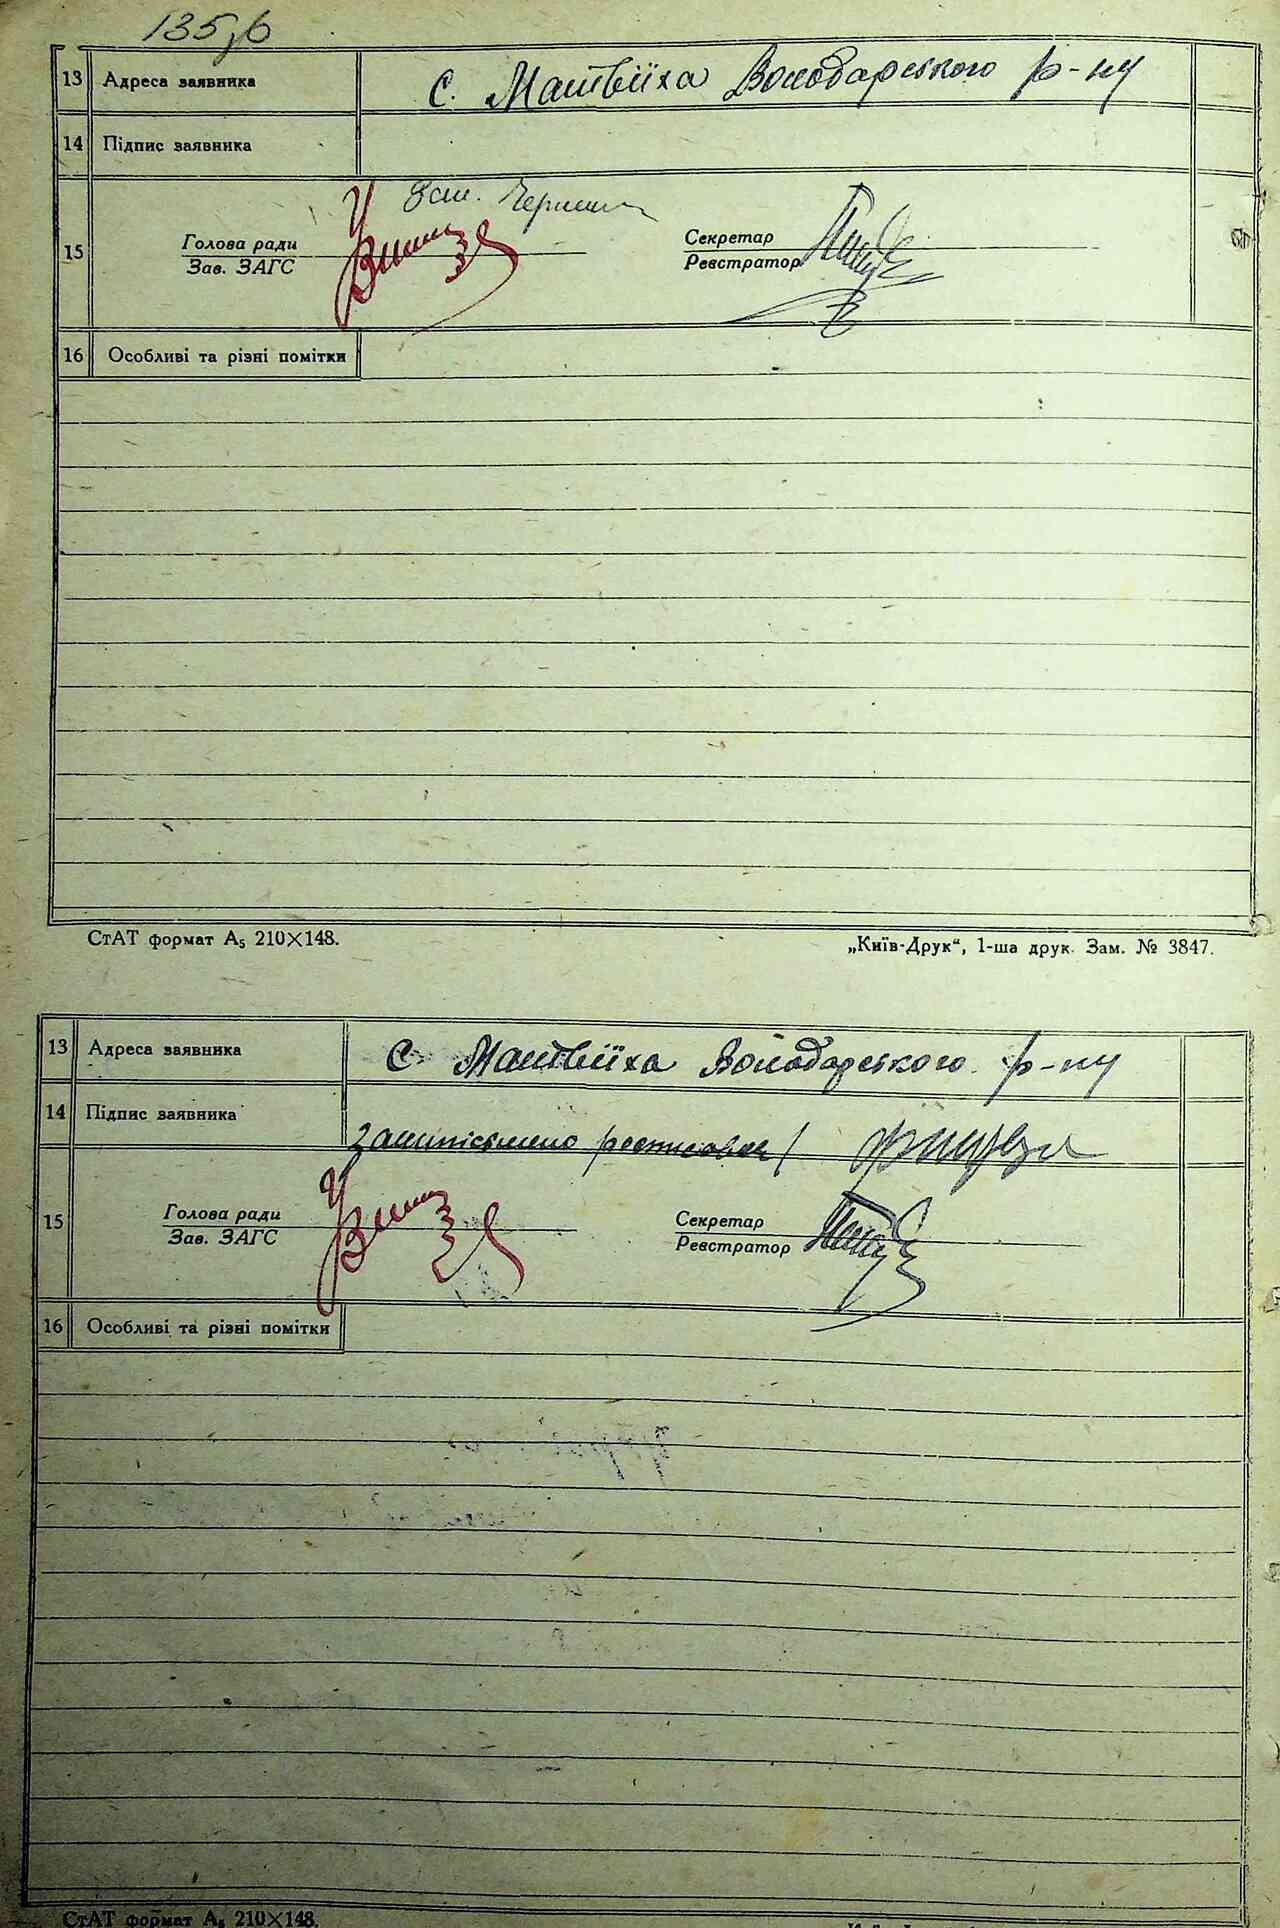 135,б
13 Адреса заявника с. Матвіїха Володарського р-ну
14 Підпис заявника
15 Голова ради
Зав. ЗАГС
Секретар
Реєстратор
16 Особливі та різні помітки
СтАТ формат А₅ 210×148.
„Київ-Друк“, 1-ша друк. Зам. № 3847.
13 Адреса заявника с. Матвіїха Володарського р-ну
14 Підпис заявника
15 Голова ради
Зав. ЗАГС
Секретар
Реєстратор
16 Особливі та різні помітки
СтАТ формат А₅ 210×148.